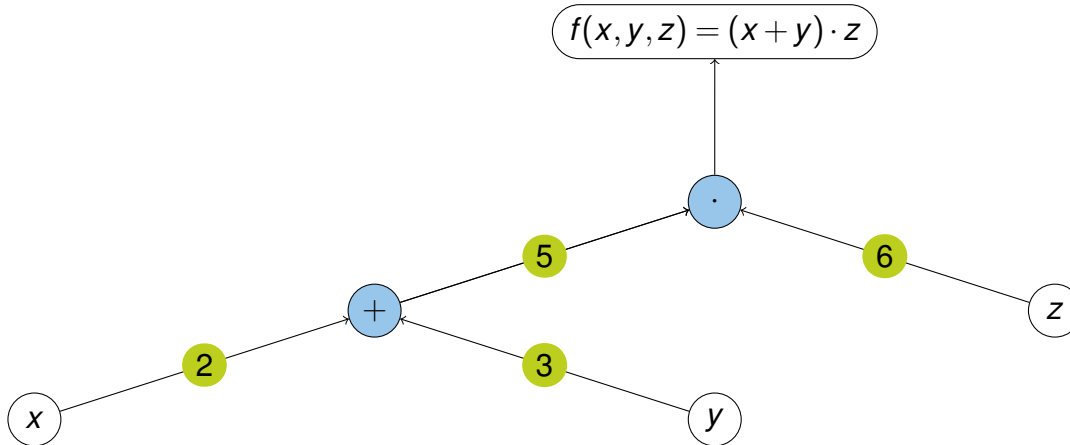 f(x, y, z) = (x + y) · z
·
5
6
+
z
2
3
x
y